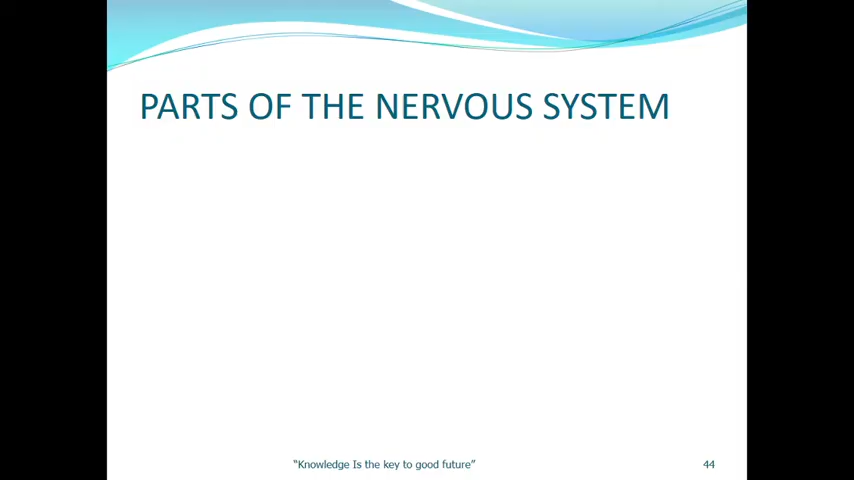 PARTS OF THE NERVOUS SYSTEM
“Knowledge Is the key to good future”
44